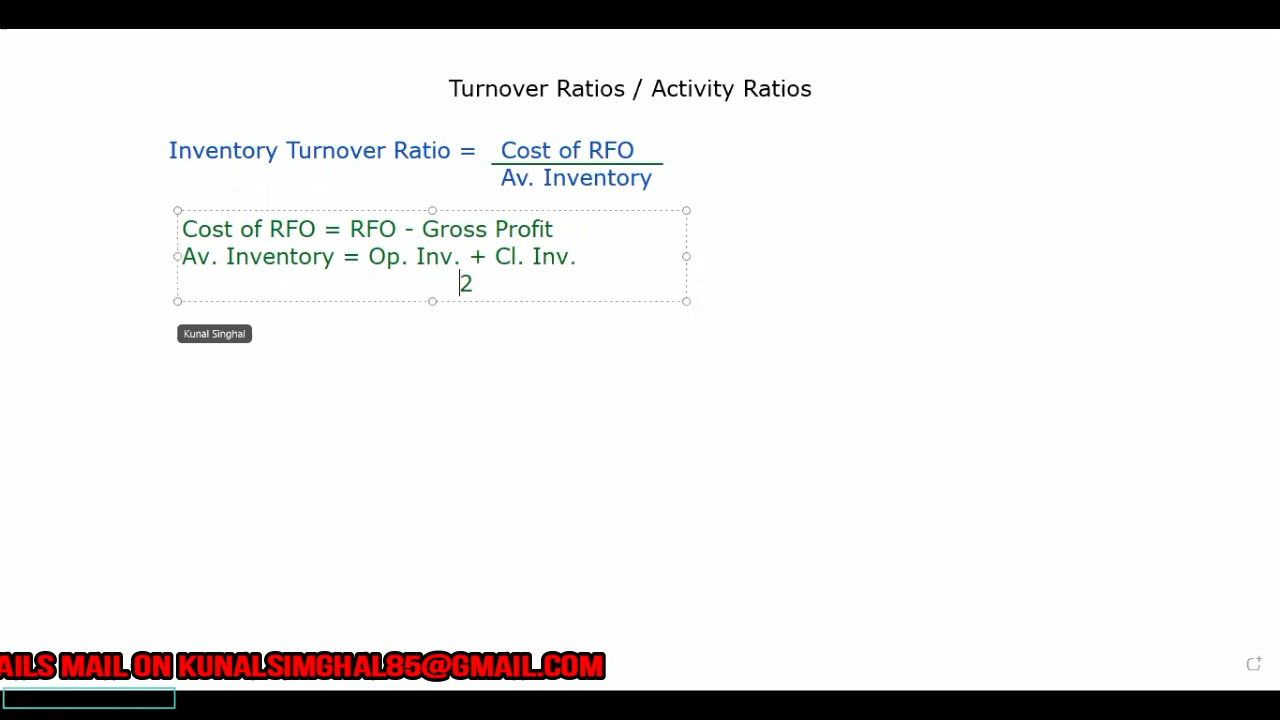 Turnover Ratios / Activity Ratios
Inventory Turnover Ratio = Cost of RFO
Av. Inventory
Cost of RFO = RFO - Gross Profit
Av. Inventory = Op. Inv. + Cl. Inv.
2
Kunal Singhal
AILS MAIL ON KUNALSIMGHAL85@GMAIL.COM